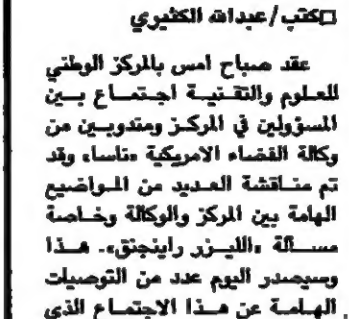 □كتب/عبدالله الكثيري
عقد صباح امس بالمركز الوطني
للعلوم والتقنية اجتماع بين
المسؤولين في المركز ومندوبين من
وكالة الفضاء الامريكية «ناسا» وقد
تم مناقشة العديد من المواضيع
الهامة بين المركز والوكالة وخاصة
مسألة «الليزر راينجنق». هذا
وسيصدر اليوم عدد من التوصيات
الهامة عن هذا الاجتماع الذي